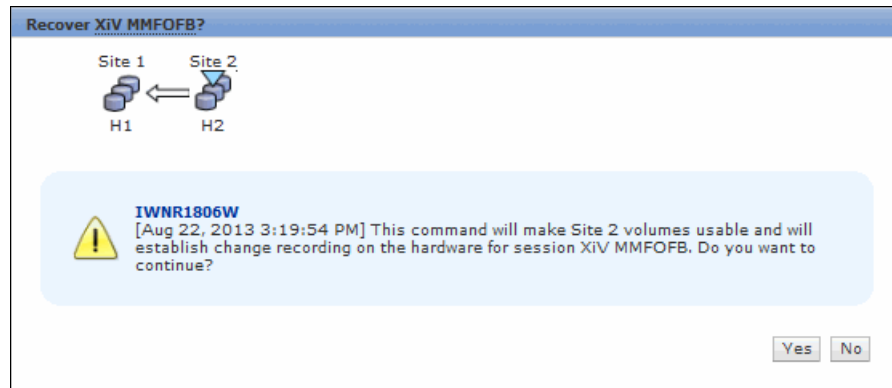 Recover XiV MMFOFB?
Site 1 Site 2
H1 H2
IWNR1806W
[Aug 22, 2013 3:19:54 PM] This command will make Site 2 volumes usable and will
establish change recording on the hardware for session XiV MMFOFB. Do you want to
continue?
Yes No